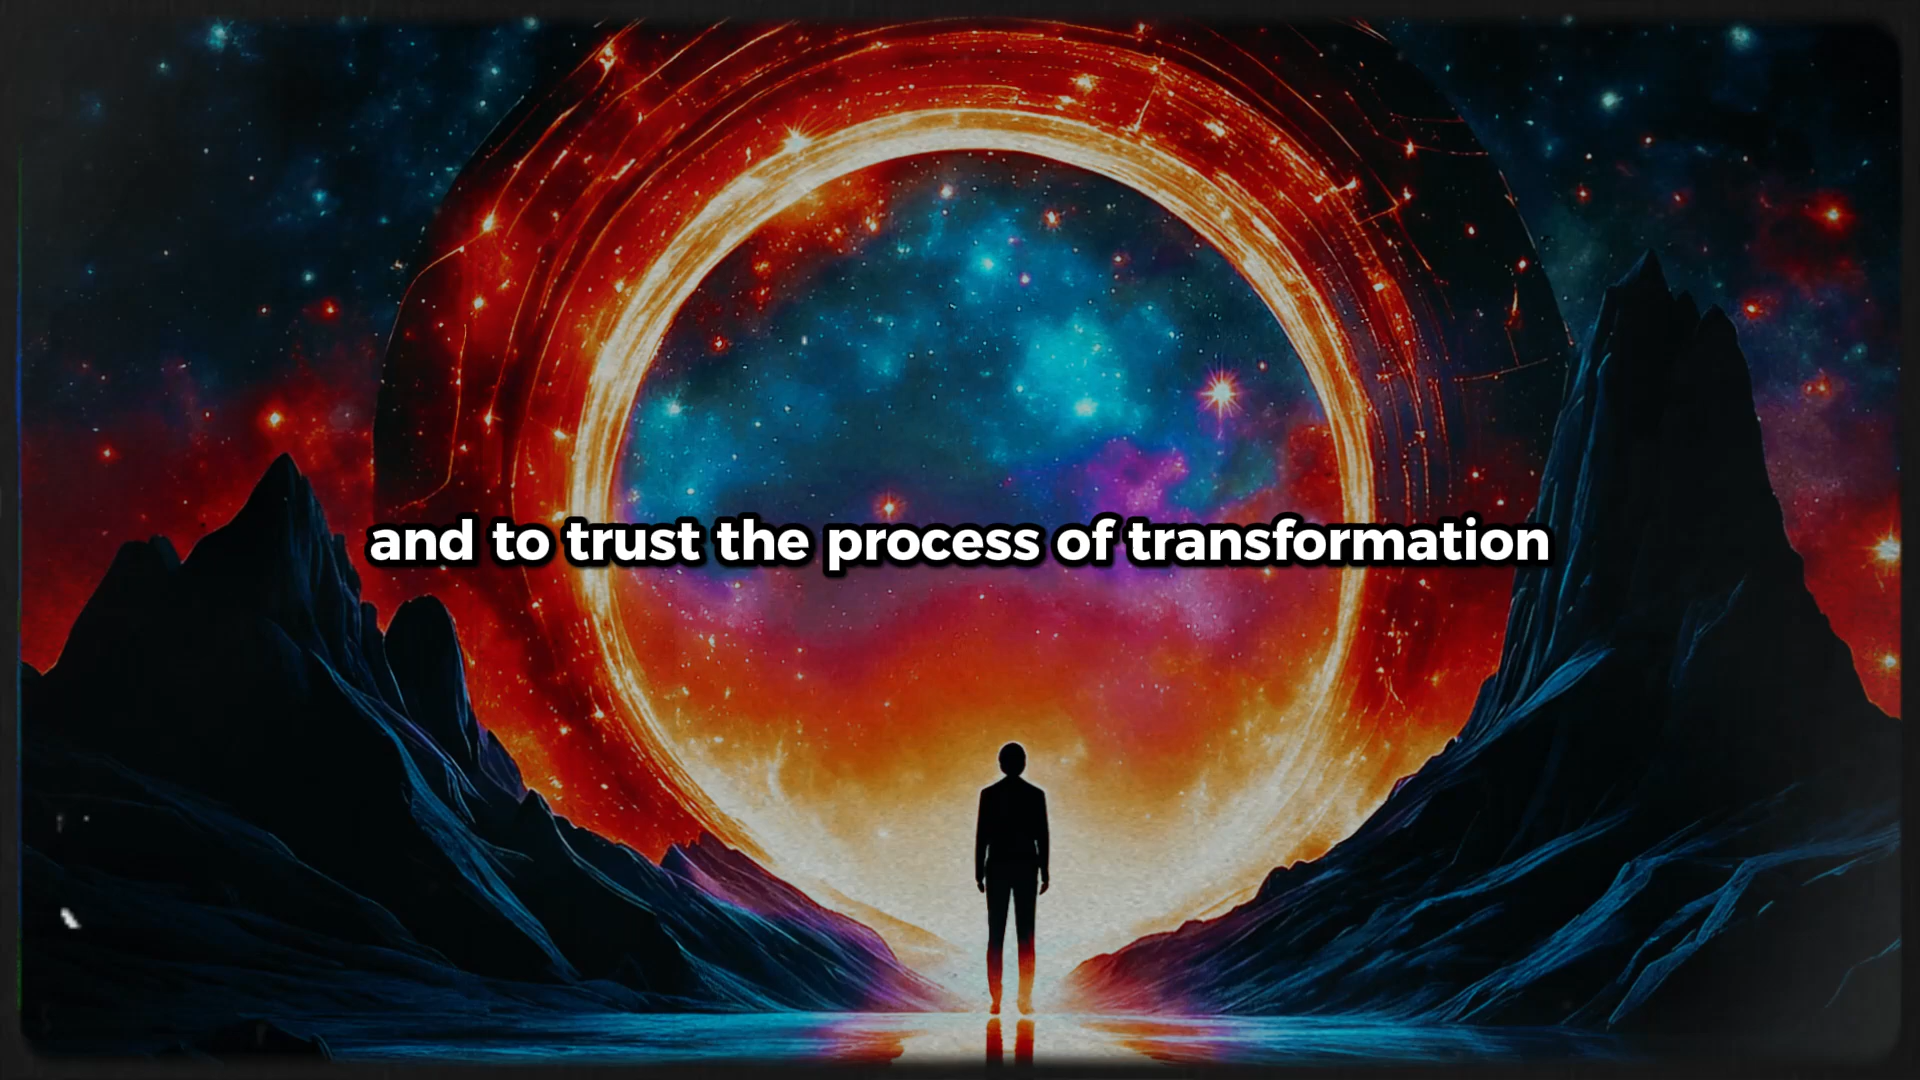 and to trust the process of transformation